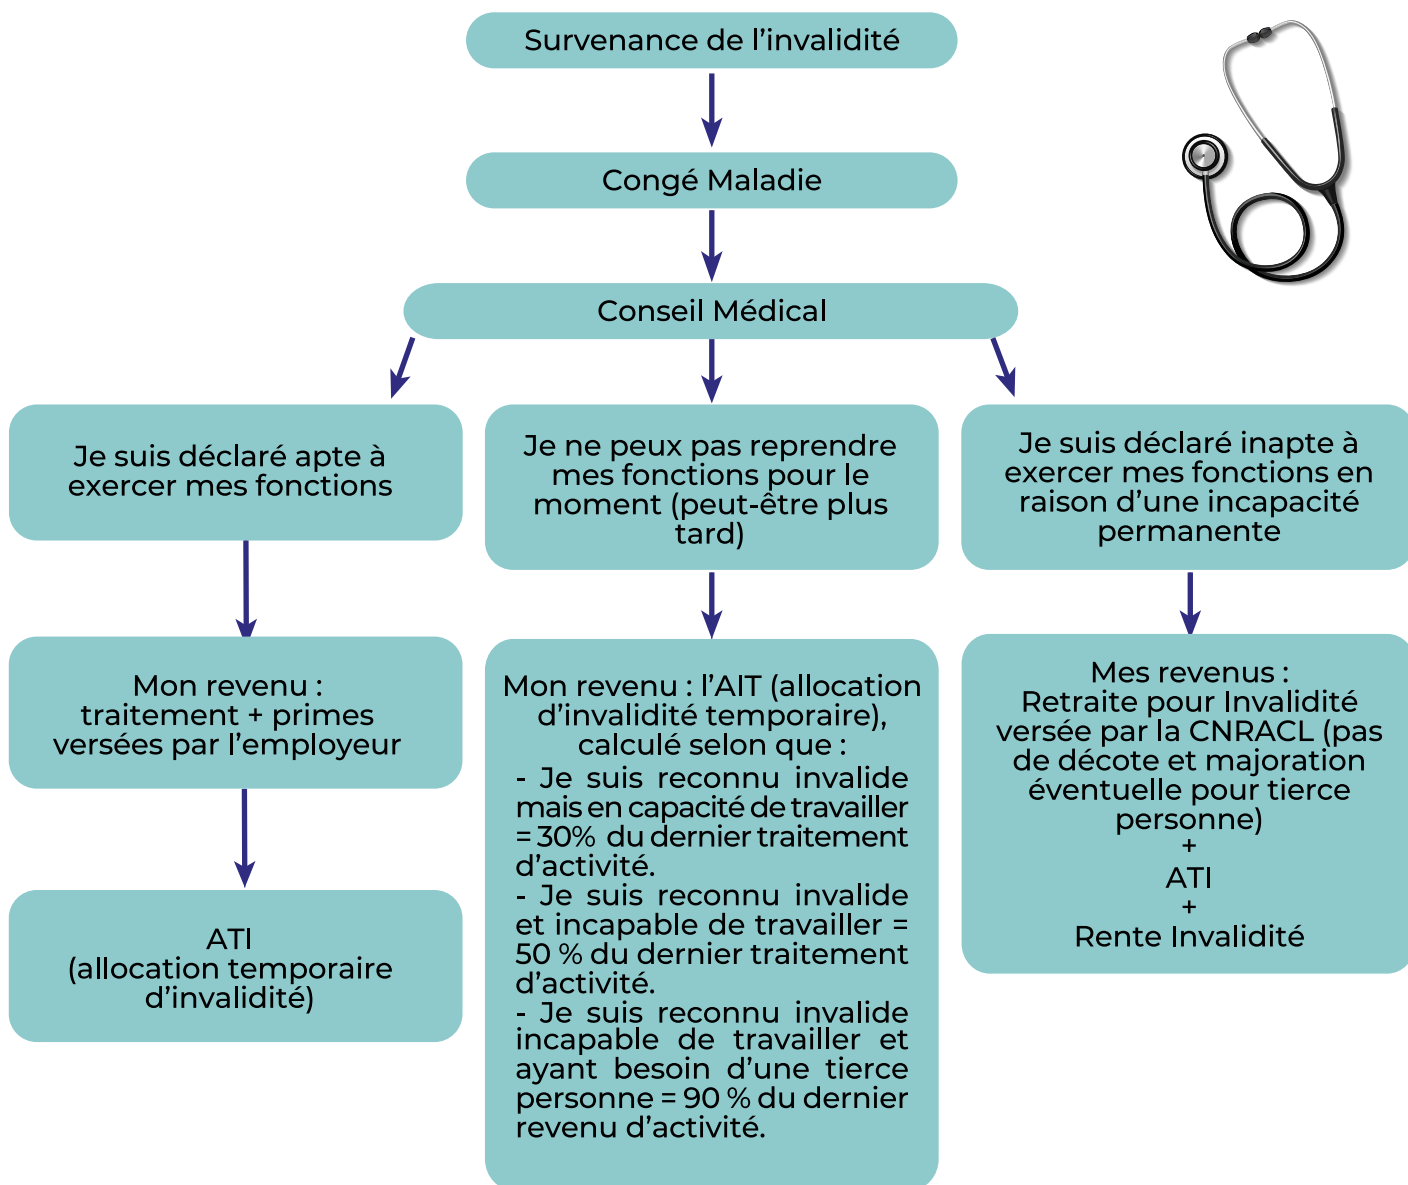 Survenance de l’invalidité
Congé Maladie
Conseil Médical
Je suis déclaré apte à
exercer mes fonctions
Je ne peux pas reprendre
mes fonctions pour le
moment (peut-être plus
tard)
Je suis déclaré inapte à
exercer mes fonctions en
raison d’une incapacité
permanente
Mon revenu :
traitement + primes
versées par l’employeur
Mon revenu : l’AIT (allocation
d’invalidité temporaire),
calculé selon que :
- Je suis reconnu invalide
mais en capacité de travailler
= 30% du dernier traitement
d’activité.
- Je suis reconnu invalide
et incapable de travailler =
50 % du dernier traitement
d’activité.
- Je suis reconnu invalide
incapable de travailler et
ayant besoin d’une tierce
personne = 90 % du dernier
revenu d’activité.
Mes revenus :
Retraite pour Invalidité
versée par la CNRACL (pas
de décote et majoration
éventuelle pour tierce
personne)
+
ATI
+
Rente Invalidité
ATI
(allocation temporaire
d’invalidité)